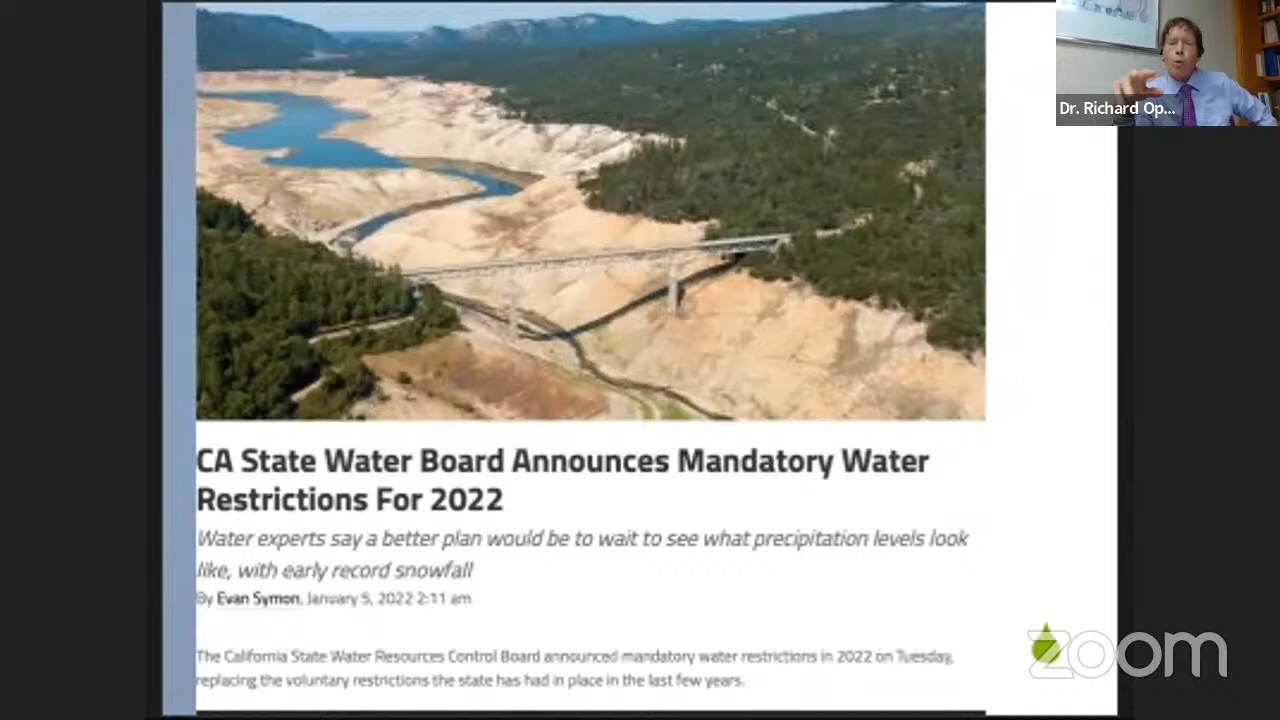 Dr. Richard Op...
CA State Water Board Announces Mandatory Water
Restrictions For 2022
Water experts say a better plan would be to wait to see what precipitation levels look
like, with early record snowfall
By Evan Symon, January 5, 2022 2:11 am
The California State Water Resources Control Board announced mandatory water restrictions in 2022 on Tuesday,
replacing the voluntary restrictions the state has had in place in the last few years.
zoom